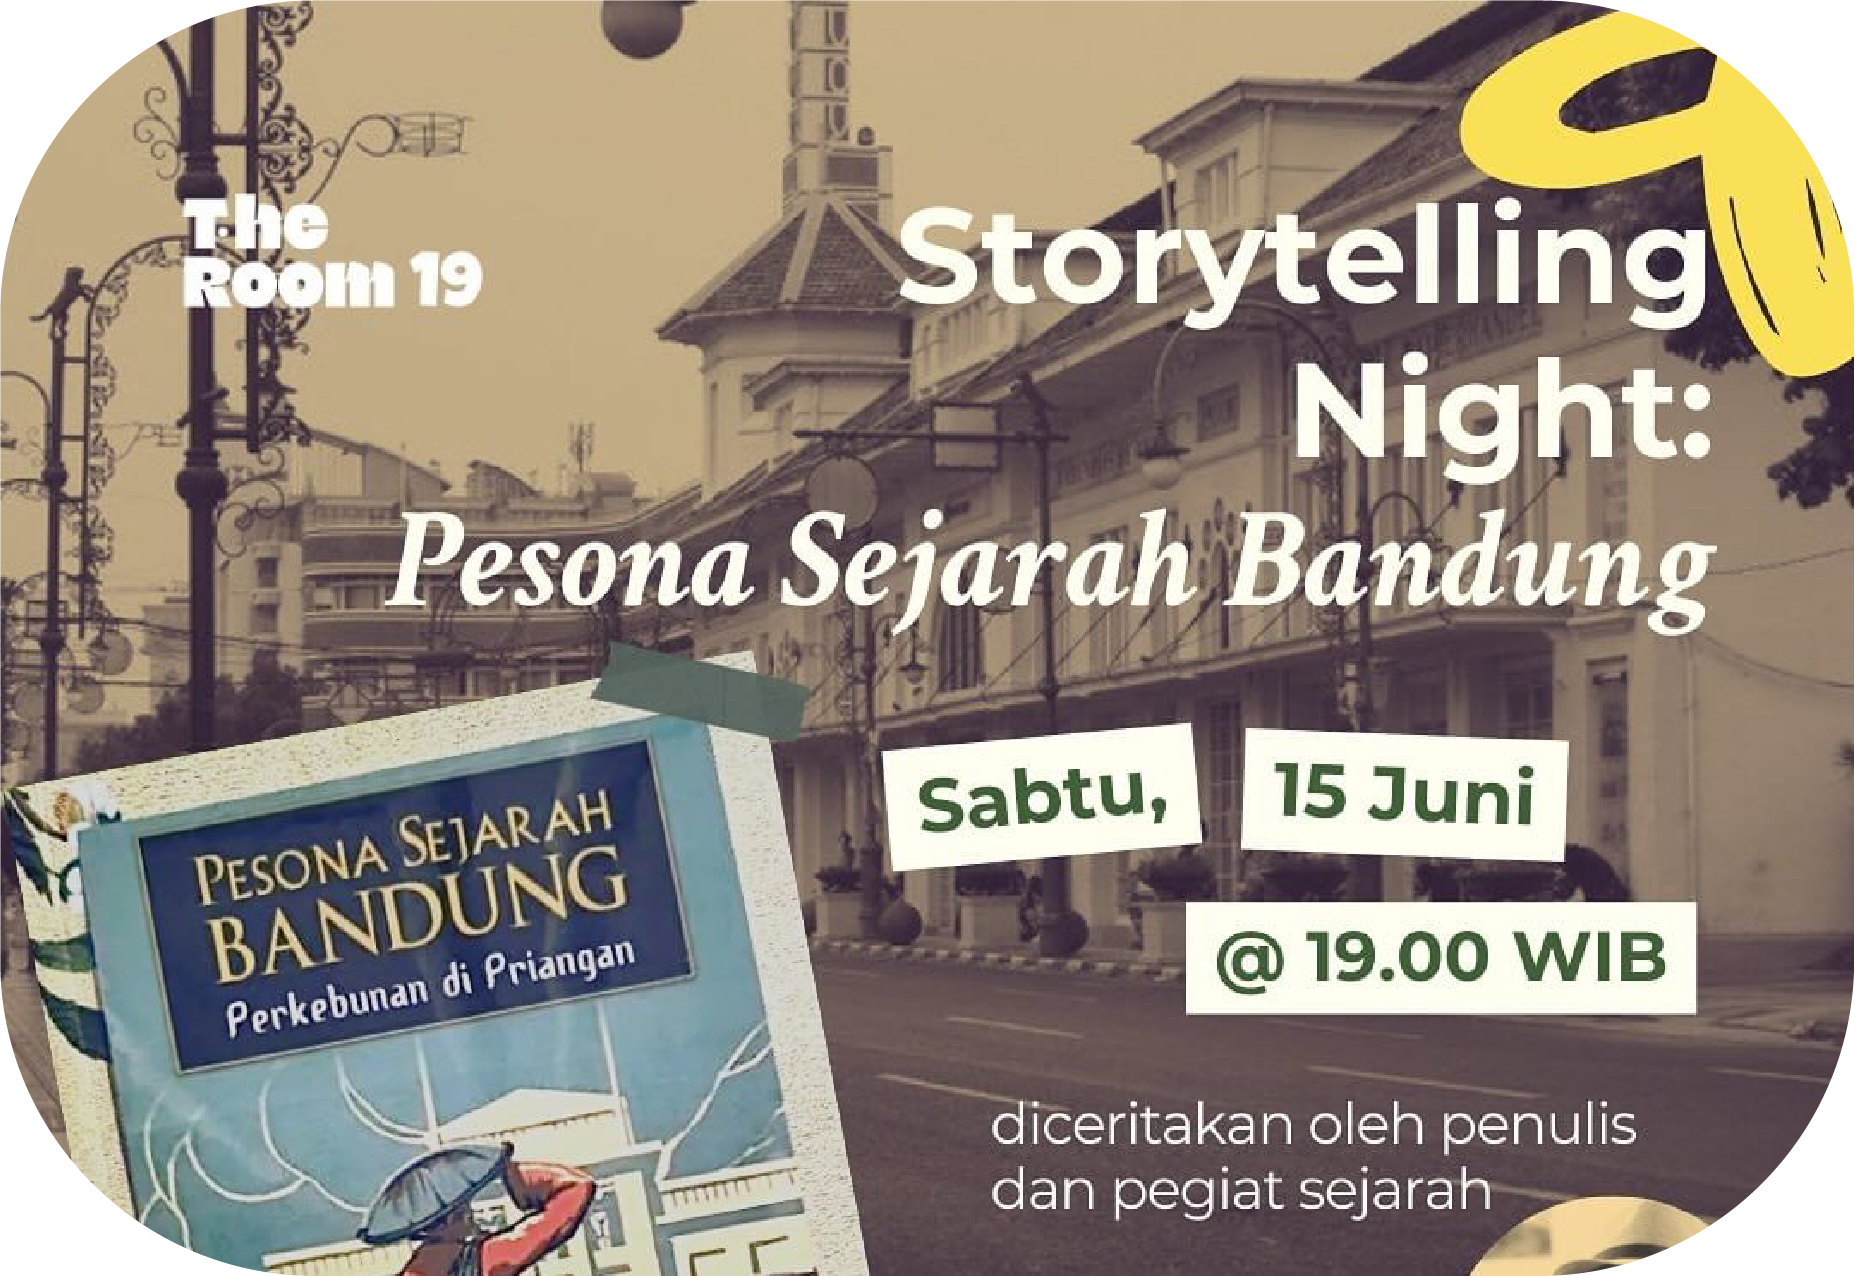 The
Room 19
Storytelling
Night:
Pesona Sejarah Bandung
Sabtu,
15 Juni
@ 19.00 WIB
PESONA SEJARAH
BANDUNG
Perkebunan di Priangan
diceritakan oleh penulis
dan pegiat sejarah